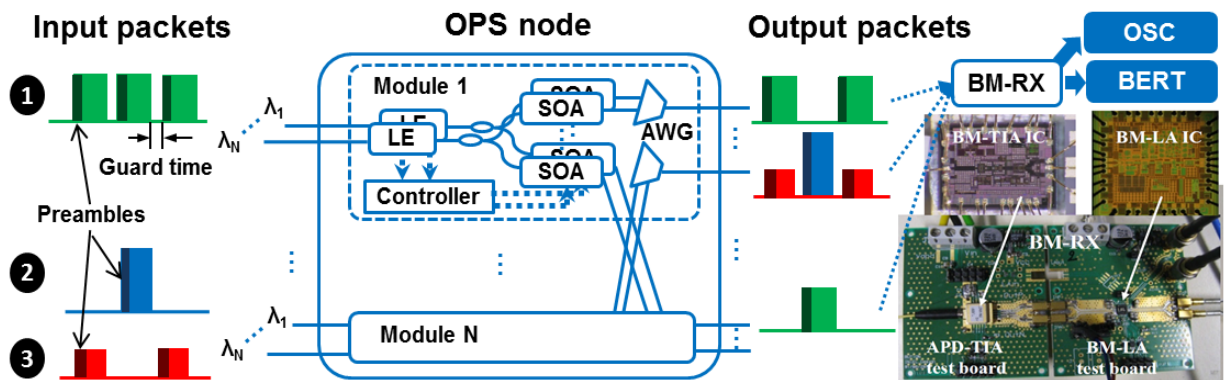 Input packets
OPS node
Output packets
OSC
BERT
BM-RX
1
Module 1
SOA
SOA
LE
LE
AWG
SOA
SOA
Controller
λ1
λN
Guard time
Preambles
2
3
λ1
λN
Module N
BM-TIA IC
BM-LA IC
BM-RX
APD-TIA
test board
BM-LA
test board